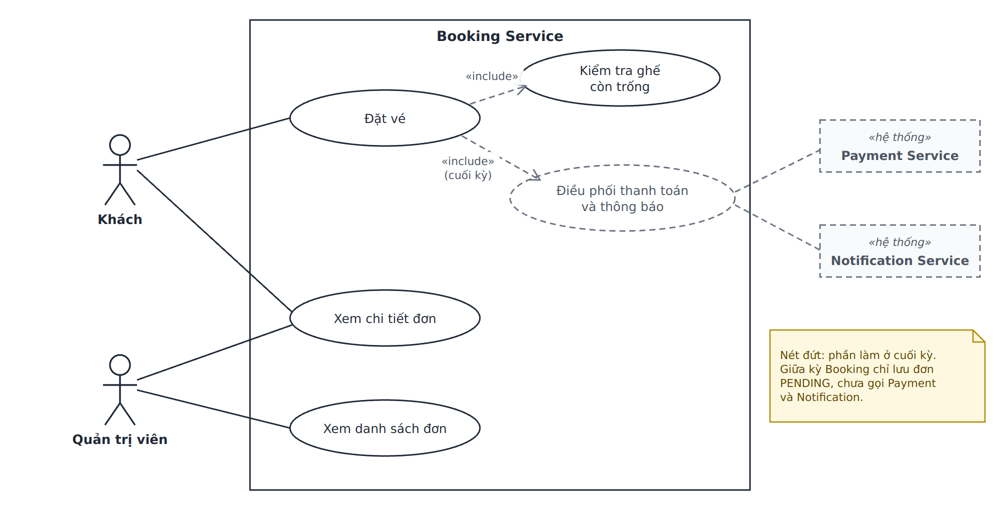 Booking Service
Kiểm tra ghế
còn trống
«include»
Đặt vé
«include»
(cuối kỳ)
Điều phối thanh toán
và thông báo
«hệ thống»
Payment Service
«hệ thống»
Notification Service
Khách
Xem chi tiết đơn
Nét đứt: phần làm ở cuối kỳ.
Giữa kỳ Booking chỉ lưu đơn
PENDING, chưa gọi Payment
và Notification.
Xem danh sách đơn
Quản trị viên